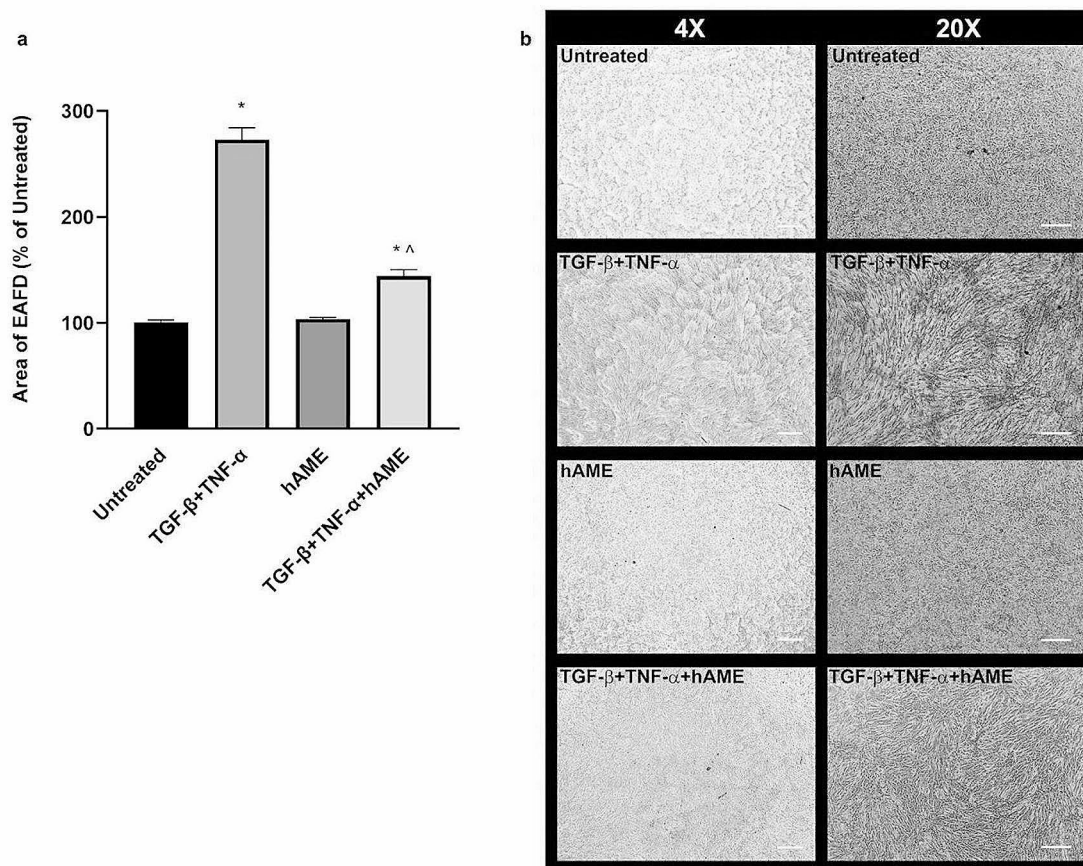 a
Area of EAFD (% of Untreated)
300
200
100
0
* 
* ^
Untreated
TGF-β+TNF-α
hAME
TGF-β+TNF-α+hAME
b
4X
20X
Untreated
Untreated
TGF-β+TNF-α
TGF-β+TNF-α
hAME
hAME
TGF-β+TNF-α+hAME
TGF-β+TNF-α+hAME